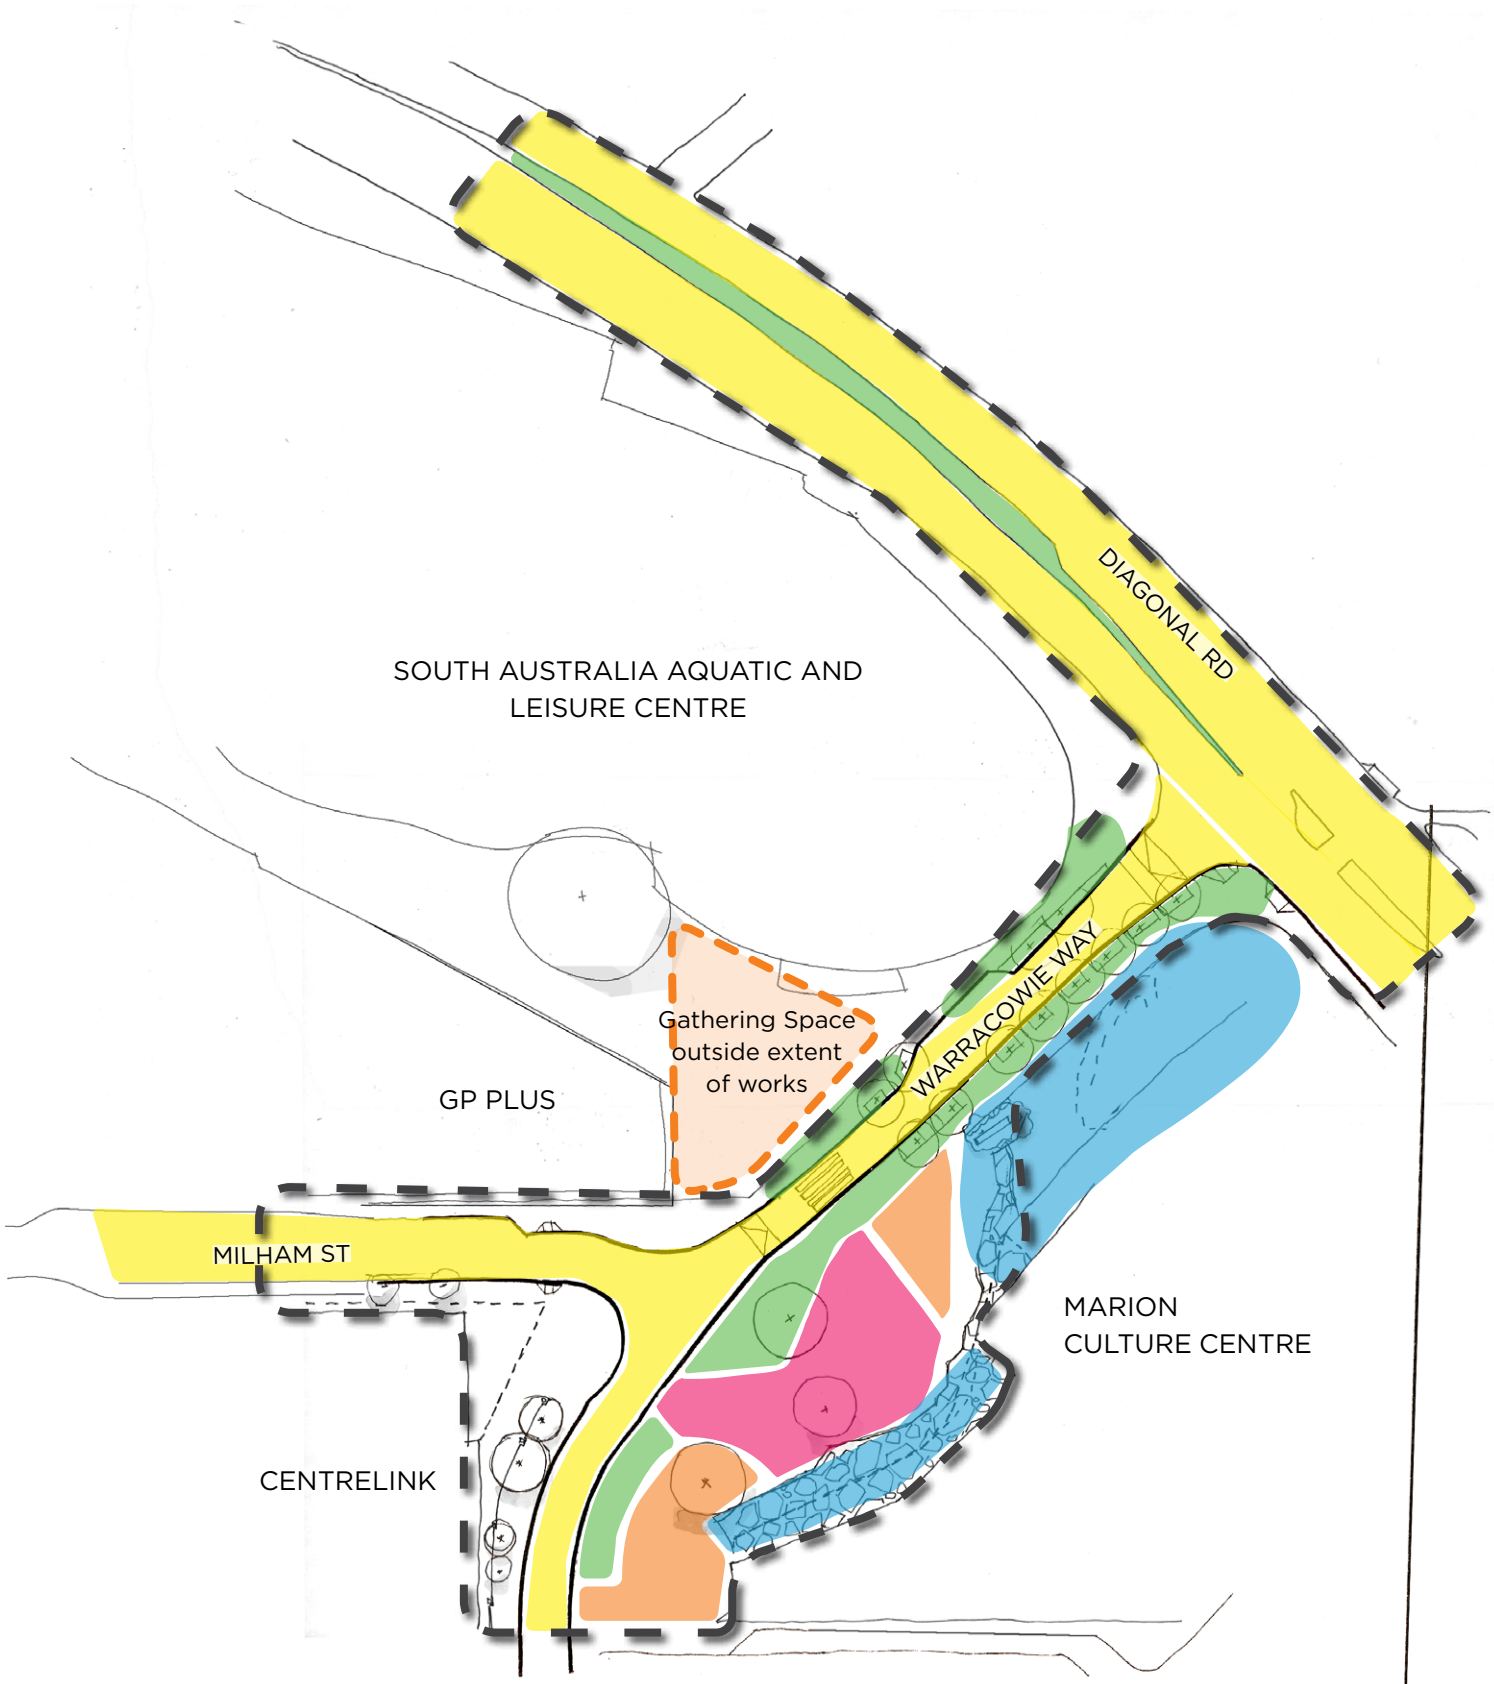 DIAGONAL RD
SOUTH AUSTRALIA AQUATIC AND
LEISURE CENTRE
WARRACOWIE WAY
Gathering Space
outside extent
of works
GP PLUS
MILHAM ST
MARION
CULTURE CENTRE
CENTRELINK